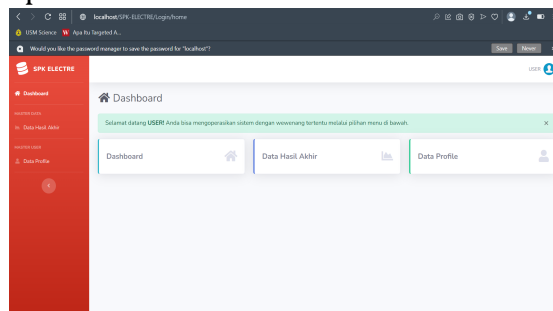 localhost/SPK-ELECTRE/Login/home
USM Science
Apa Itu Targeted A...
Would you like the password manager to save the password for "localhost"?
Save
Never
SPK ELECTRE
USER
Dashboard
MASTER DATA
Data Hasil Akhir
MASTER USER
Data Profile
Dashboard
Selamat datang USER! Anda bisa mengoperasikan sistem dengan wewenang tertentu melalui pilihan menu di bawah.
Dashboard
Data Hasil Akhir
Data Profile